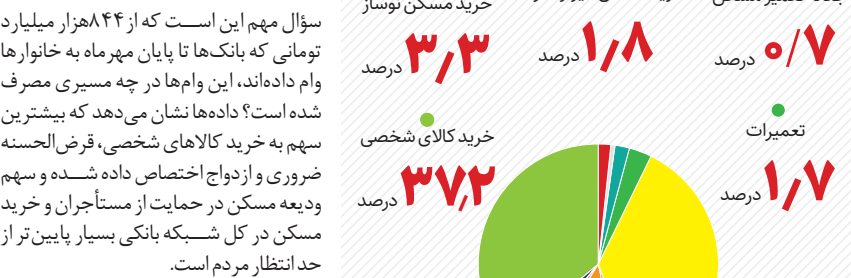 خرید مسکن نوساز
۰/۷ درصد
۱/۸ درصد
۳/۳ درصد
تعمیرات
۱/۷ درصد
خرید کالای شخصی
۳۷/۲ درصد
سؤال مهم این است که از ۸۴۴هزار میلیارد
تومانی که بانک‌ها تا پایان مهرماه به خانوارها
وام داده‌اند، این وام‌ها در چه مسیری مصرف
شده است؟ داده‌ها نشان می‌دهد که بیشترین
سهم به خرید کالاهای شخصی، قرض‌الحسنه
ضروری و ازدواج اختصاص داده شده و سهم
ودیعه مسکن در حمایت از مستأجران و خرید
مسکن در کل شبکه بانکی بسیار پایین‌تر از
حد انتظار مردم است.